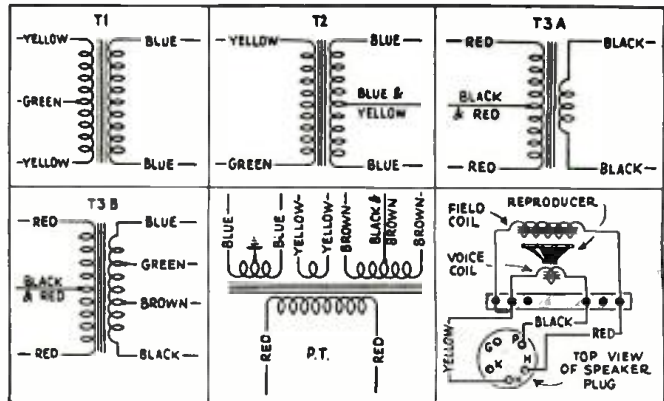 T1
YELLOW
BLUE
GREEN
YELLOW
BLUE
T2
YELLOW
BLUE
BLUE &
YELLOW
GREEN
BLUE
T3A
RED
BLACK
BLACK
& RED
RED
BLACK
T3B
RED
BLUE
GREEN
BLACK
& RED
BROWN
RED
BLACK
BLUE
BLUE
YELLOW
YELLOW
BROWN
BLACK &
BROWN
BROWN
RED
P.T.
RED
REPRODUCER
FIELD
COIL
VOICE
COIL
YELLOW
BLACK
RED
G
P
K
H
TOP VIEW
OF SPEAKER
PLUG